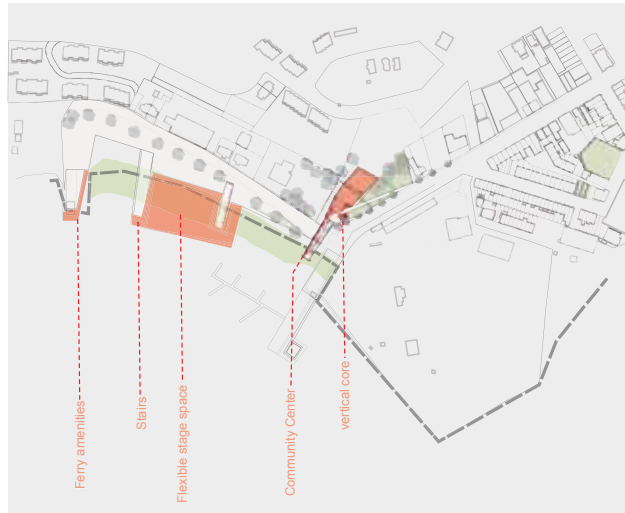 Ferry amenities
Stairs
Flexible stage space
Community Center
vertical core